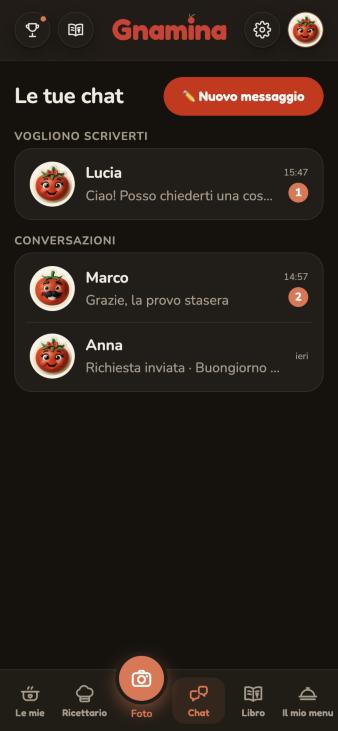 Gnamina
Le tue chat
✏️ Nuovo messaggio
VOGLIONO SCRIVERTI
Lucia
15:47
Ciao! Posso chiederti una cos...
1
CONVERSAZIONI
Marco
14:57
Grazie, la provo stasera
2
Anna
ieri
Richiesta inviata · Buongiorno ...
Le mie
Ricettario
Foto
Chat
Libro
Il mio menu